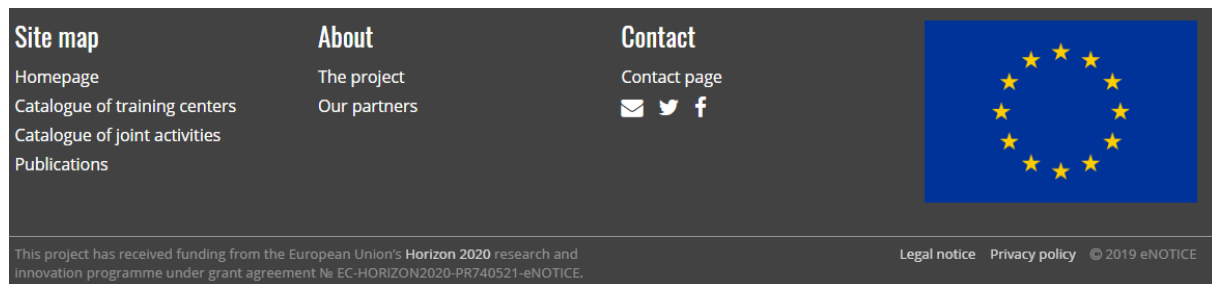 Site map
Homepage
Catalogue of training centers
Catalogue of joint activities
Publications
About
The project
Our partners
Contact
Contact page
This project has received funding from the European Union's Horizon 2020 research and
innovation programme under grant agreement № EC-HORIZON2020-PR740521-eNOTICE.
Legal notice Privacy policy © 2019 eNOTICE